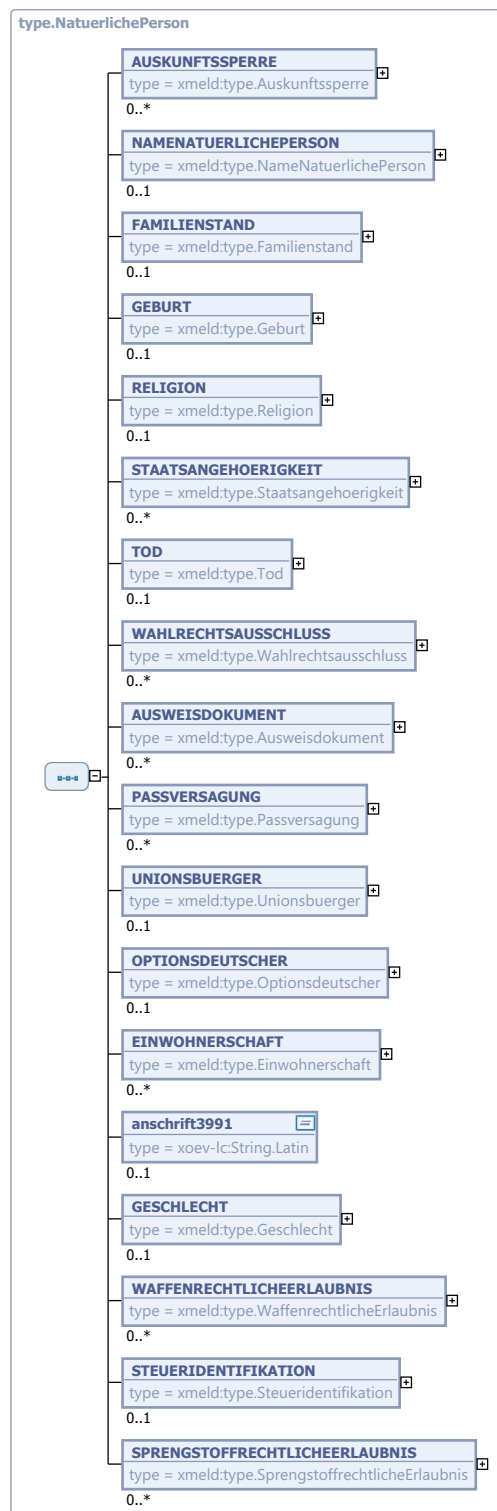 type.NatuerlichePerson
AUSKUNFTSSPERRE
type = xmeld:type.Auskunftssperre
0..*
NAMENATUERLICHEPERSON
type = xmeld:type.NameNatuerlichePerson
0..1
FAMILIENSTAND
type = xmeld:type.Familienstand
0..1
GEBURT
type = xmeld:type.Geburt
0..1
RELIGION
type = xmeld:type.Religion
0..1
STAATSANGEHOERIGKEIT
type = xmeld:type.Staatsangehoerigkeit
0..*
TOD
type = xmeld:type.Tod
0..1
WAHLRECHTSAUSSCHLUSS
type = xmeld:type.Wahlrechtsausschluss
0..*
AUSWEISDOKUMENT
type = xmeld:type.Ausweisdokument
0..*
PASSVERSAGUNG
type = xmeld:type.Passversagung
0..*
UNIONSBUERGER
type = xmeld:type.Unionsbuerger
0..1
OPTIONSDEUTSCHER
type = xmeld:type.Optionsdeutscher
0..1
EINWOHNERSCHAFT
type = xmeld:type.Einwohnerschaft
0..*
anschrift3991
type = xoev-lc:String.Latin
0..1
GESCHLECHT
type = xmeld:type.Geschlecht
0..1
WAFFENRECHTLICHEERLAUBNIS
type = xmeld:type.WaffenrechtlicheErlaubnis
0..*
STEUERIDENTIFIKATION
type = xmeld:type.Steueridentifikation
0..1
SPRENGSTOFFRECHTLICHEERLAUBNIS
type = xmeld:type.SprengstoffrechtlicheErlaubnis
0..*